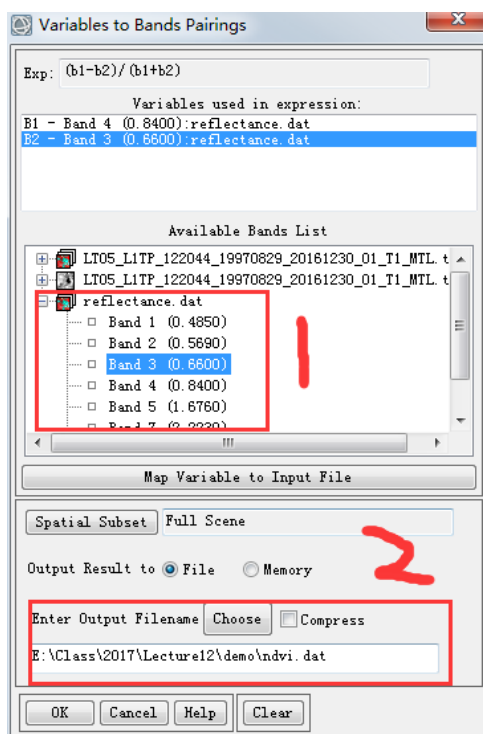 Variables to Bands Pairings
Exp: (b1-b2)/(b1+b2)
Variables used in expression:
B1 - Band 4 (0.8400):reflectance.dat
B2 - Band 3 (0.6600):reflectance.dat
Available Bands List
LT05_L1TP_122044_19970829_20161230_01_T1_MTL.t
LT05_L1TP_122044_19970829_20161230_01_T1_MTL.t
reflectance.dat
Band 1 (0.4850)
Band 2 (0.5690)
Band 3 (0.6600)
Band 4 (0.8400)
Band 5 (1.6760)
Band 7 (2.2230)
1
Map Variable to Input File
Spatial Subset Full Scene
2
Output Result to File Memory
Enter Output Filename Choose Compress
E:\Class\2017\Lecture12\demo\ndvi.dat
OK Cancel Help Clear